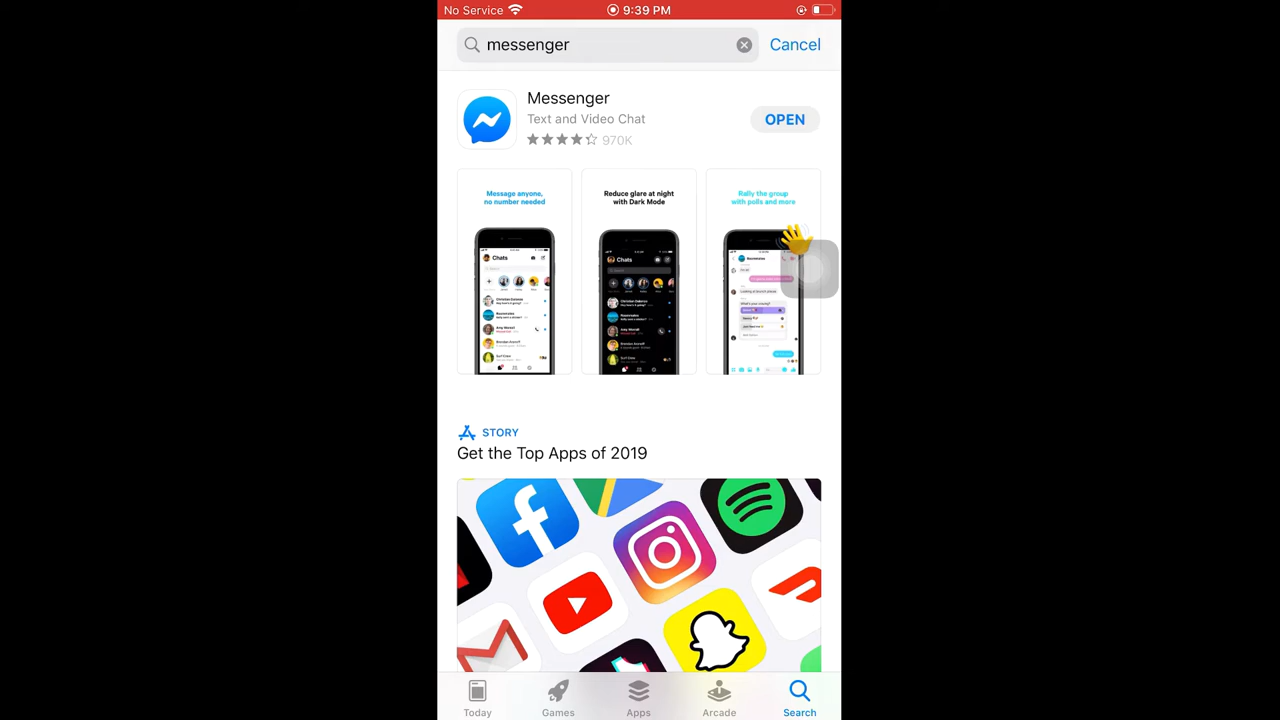 No Service 9:39 PM
messenger Cancel
Messenger
Text and Video Chat
970K
OPEN
Message anyone,
no number needed
Reduce glare at night
with Dark Mode
Rally the group
with polls and more
Chats
Chats
STORY
Get the Top Apps of 2019
Today Games Apps Arcade Search